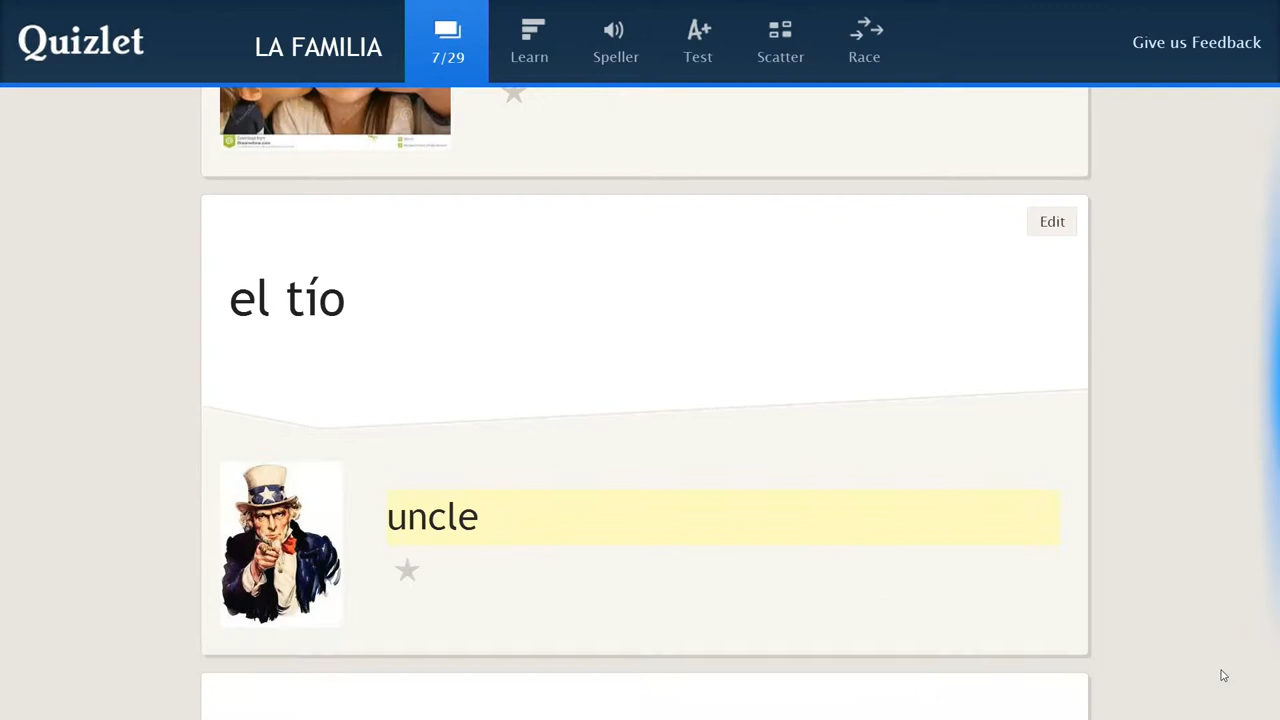 Quizlet
LA FAMILIA
7/29
Learn
Speller
Test
Scatter
Race
Give us Feedback
Edit
el tío
uncle